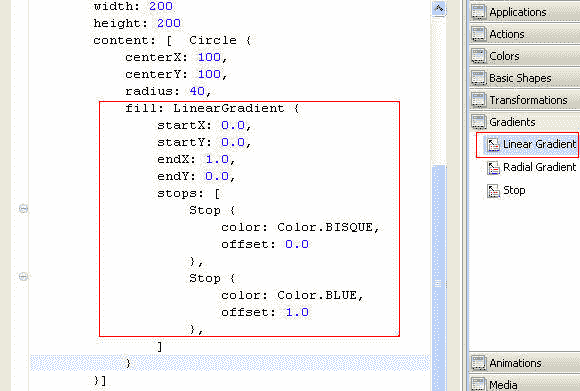 width: 200
height: 200
content: [  Circle {
centerX: 100,
centerY: 100,
radius: 40,
fill: LinearGradient {
startX: 0.0,
startY: 0.0,
endX: 1.0,
endY: 0.0,
stops: [
Stop {
color: Color.BISQUE,
offset: 0.0
},
Stop {
color: Color.BLUE,
offset: 1.0
},
]
}
}]
Applications
Actions
Colors
Basic Shapes
Transformations
Gradients
Linear Gradient
Radial Gradient
Stop
Animations
Media